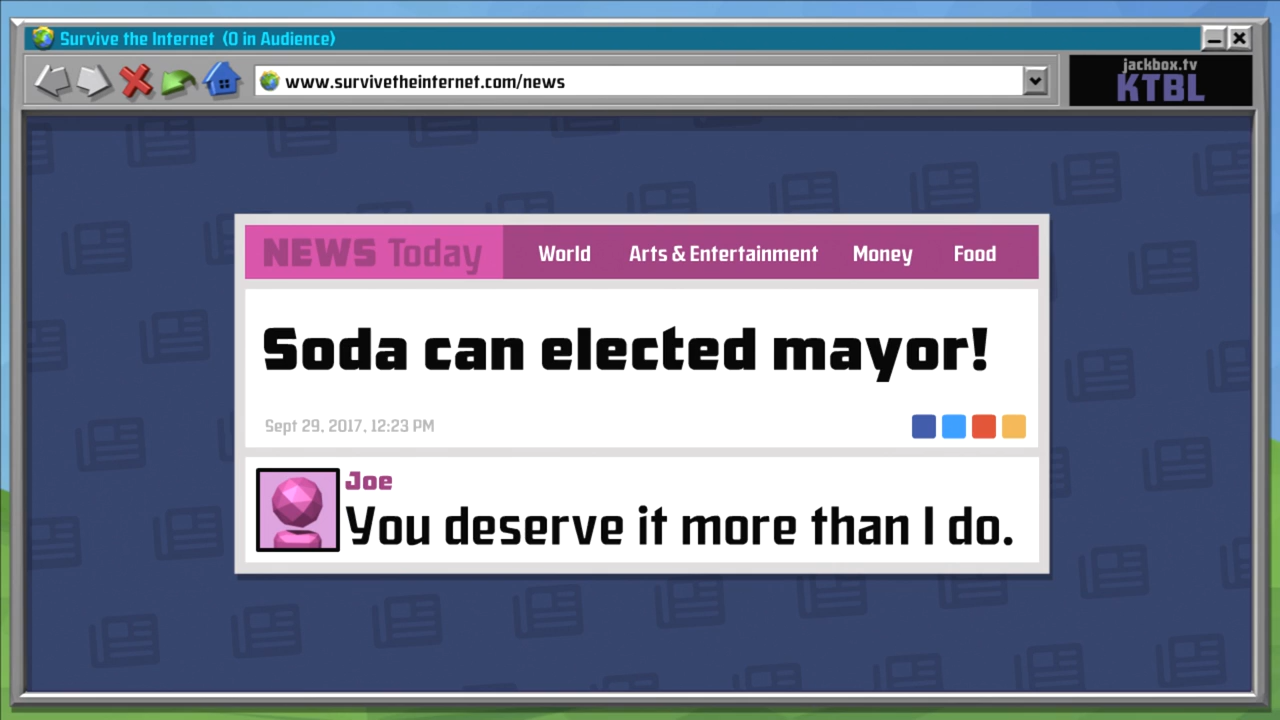 Survive the Internet (0 in Audience)
www.survivetheinternet.com/news
jackbox.tv
KTBL
NEWS Today World Arts & Entertainment Money Food
Soda can elected mayor!
Sept 29, 2017, 12:23 PM
Joe
You deserve it more than I do.